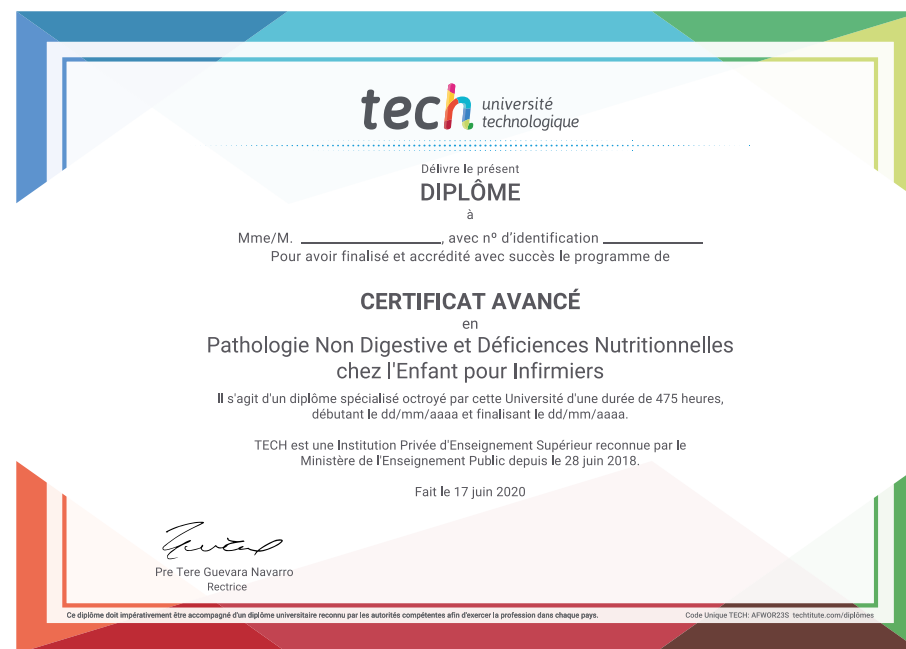 tech université
technologique
Délivre le présent
DIPLÔME
à
Mme/M. ____________________, avec nº d'identification ______________
Pour avoir finalisé et accrédité avec succès le programme de
CERTIFICAT AVANCÉ
en
Pathologie Non Digestive et Déficiences Nutritionnelles
chez l'Enfant pour Infirmiers
Il s'agit d'un diplôme spécialisé octroyé par cette Université d'une durée de 475 heures,
débutant le dd/mm/aaaa et finalisant le dd/mm/aaaa.
TECH est une Institution Privée d'Enseignement Supérieur reconnue par le
Ministère de l'Enseignement Public depuis le 28 juin 2018.
Fait le 17 juin 2020
Pre Tere Guevara Navarro
Rectrice
Ce diplôme doit impérativement être accompagné d'un diplôme universitaire reconnu par les autorités compétentes afin d'exercer la profession dans chaque pays.
Code Unique TECH: AFWOR23S techtitute.com/diplômes